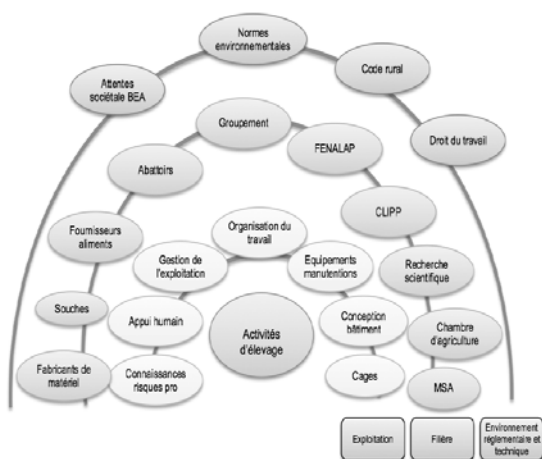 Normes
environnementales
Attentes
sociétale BEA
Code rural
Droit du travail
Groupement
FENALAP
Abattoirs
CLIPP
Fournisseurs
aliments
Recherche
scientifique
Souches
Chambre
d'agriculture
Fabricants de
matériel
MSA
Organisation du
travail
Gestion de
l'exploitation
Equipements
manutentions
Appui humain
Conception
bâtiment
Connaissances
risques pro
Cages
Activités
d'élevage
Exploitation
Filière
Environnement
réglementaire et
technique